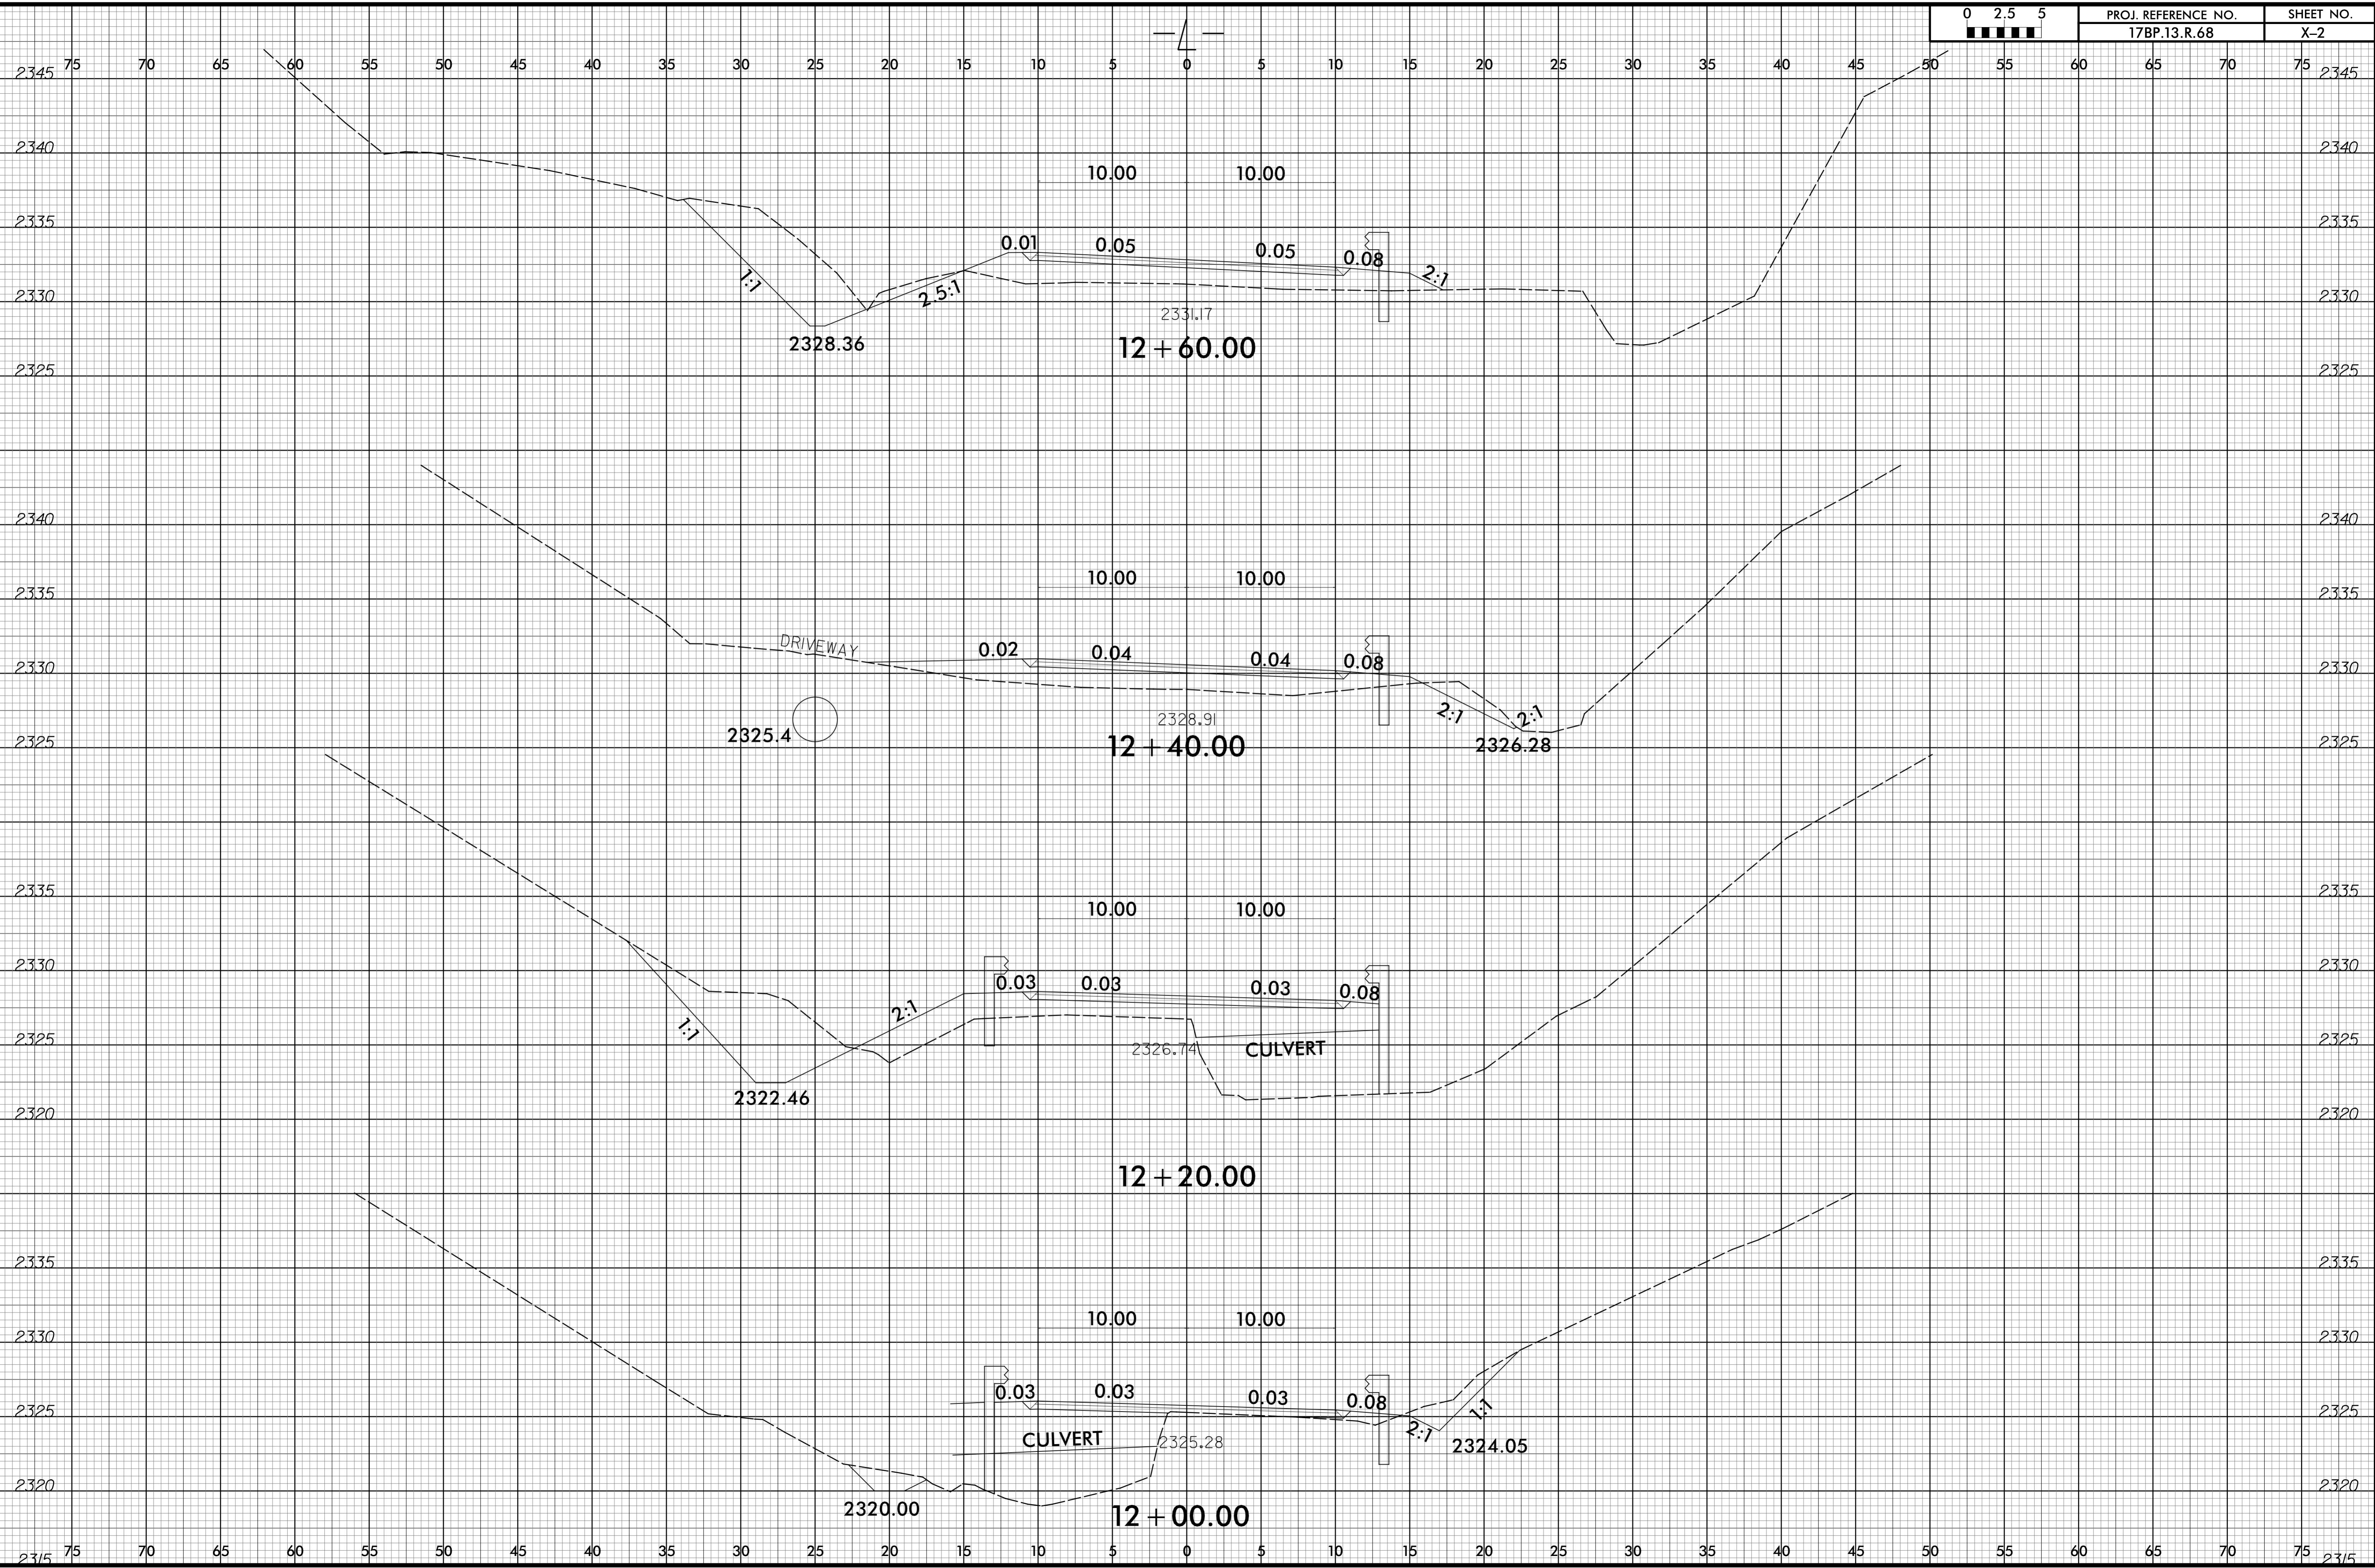 0 2.5 5 PROJ. REFERENCE NO. SHEET NO.
17BP.13.R.68 X-2
L
75 70 65 60 55 50 45 40 35 30 25 20 15 10 5 0 5 10 15 20 25 30 35 40 45 50 55 60 65 70 75
2345 2345
2340 2340
10.00 10.00
2335 2335
0.01 0.05 0.05 0.08
1:1 2.5:1 2:1
2330 2330
2331.17
2328.36 12+60.00
2325 2325
2340 2340
10.00 10.00
2335 2335
DRIVEWAY 0.02 0.04 0.04 0.08
2330 2330
2328.91 2:1 2:1
2325.4 12+40.00 2326.28
2325 2325
2335 2335
10.00 10.00
2330 2330
0.03 0.03 0.03 0.08
1:1 2:1
2325 2325
2326.74 CULVERT
2322.46
2320 2320
12+20.00
2335 2335
10.00 10.00
2330 2330
0.03 0.03 0.03 0.08
2325 2325
1:1 2:1
CULVERT 2325.28 2324.05
2320 2320
2320.00 12+00.00
75 70 65 60 55 50 45 40 35 30 25 20 15 10 5 0 5 10 15 20 25 30 35 40 45 50 55 60 65 70 75
2315 2315